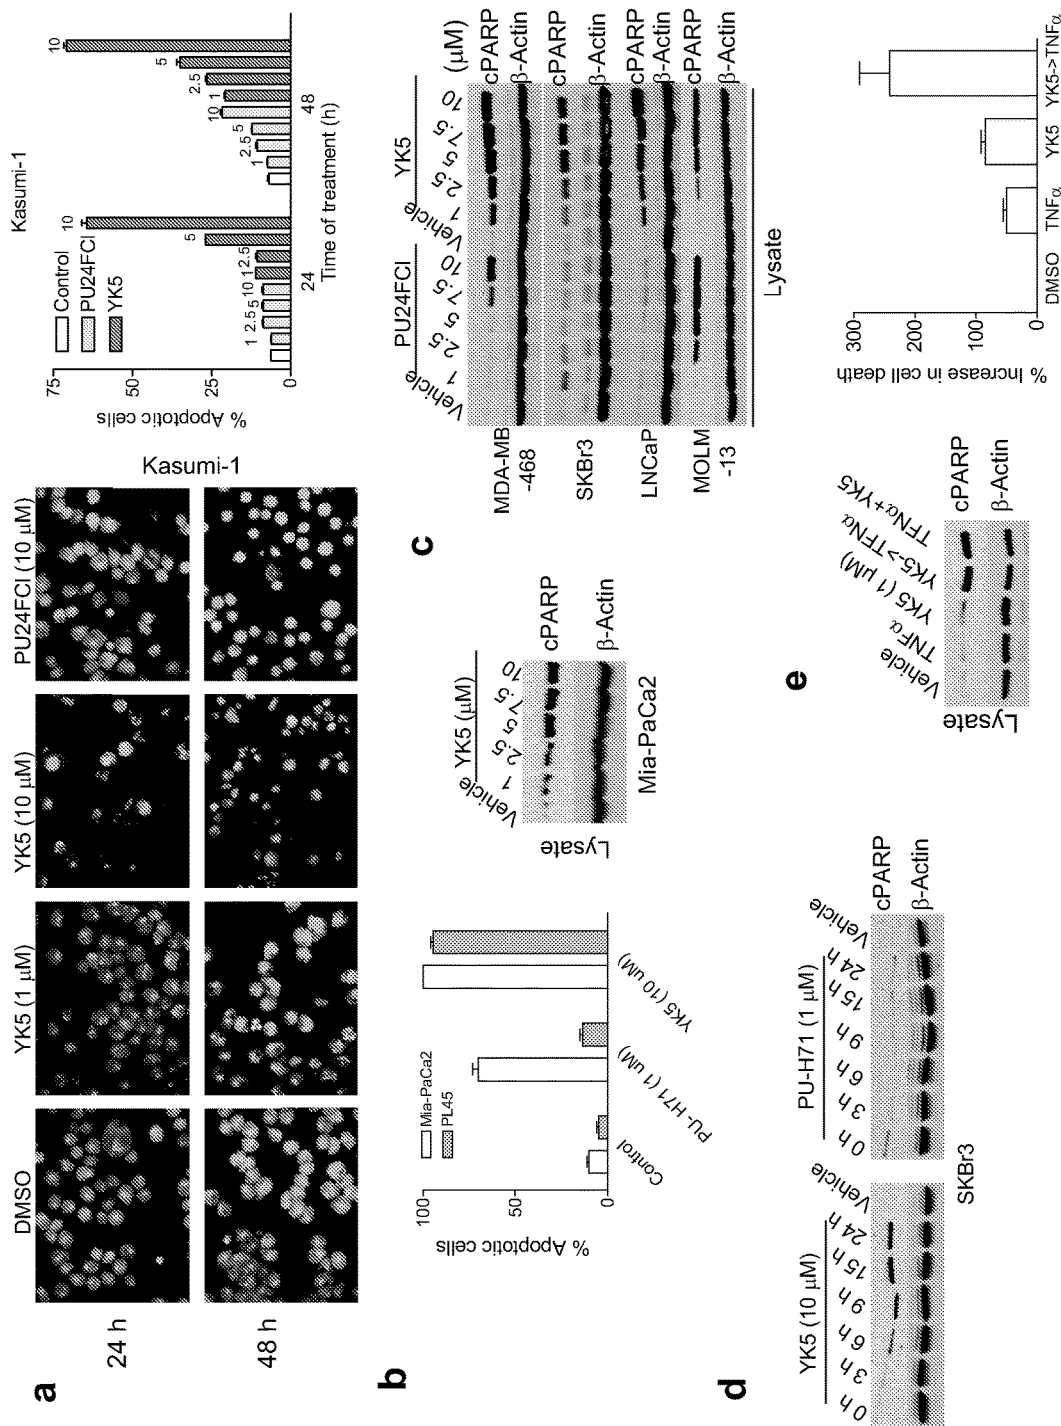 a
DMSO
YK5 (1 μM)
YK5 (10 μM)
PU24FCl (10 μM)
24 h
48 h
Kasumi-1
Kasumi-1
Control
PU24FCl
YK5
% Apoptotic cells
75
50
25
0
1 2.5 5 10 1 2.5 5 10
1 2.5 5 10 1 2.5 5 10
24
48
Time of treatment (h)
b
% Apoptotic cells
100
50
0
Mia-PaCa2
PL45
Control
PU- H71 (1 uM)
YK5 (10 uM)
YK5 (μM)
Vehicle 1 2.5 5 7.5 10
Lysate
cPARP
β-Actin
Mia-PaCa2
c
PU24FCl
YK5
Vehicle 1 2.5 5 7.5 10 Vehicle 1 2.5 5 7.5 10 (μM)
MDA-MB
-468
cPARP
β-Actin
SKBr3
cPARP
β-Actin
LNCaP
cPARP
β-Actin
MOLM
-13
cPARP
β-Actin
Lysate
d
YK5 (10 μM)
PU-H71 (1 μM)
0 h 3 h 6 h 9 h 15 h 24 h Vehicle
0 h 3 h 6 h 9 h 15 h 24 h Vehicle
cPARP
β-Actin
SKBr3
e
Vehicle
TNFα
YK5 (1 μM)
YK5->TFNα
TFNα+YK5
Lysate
cPARP
β-Actin
% Increase in cell death
300
200
100
0
DMSO
TNFα
YK5
YK5->TNFα